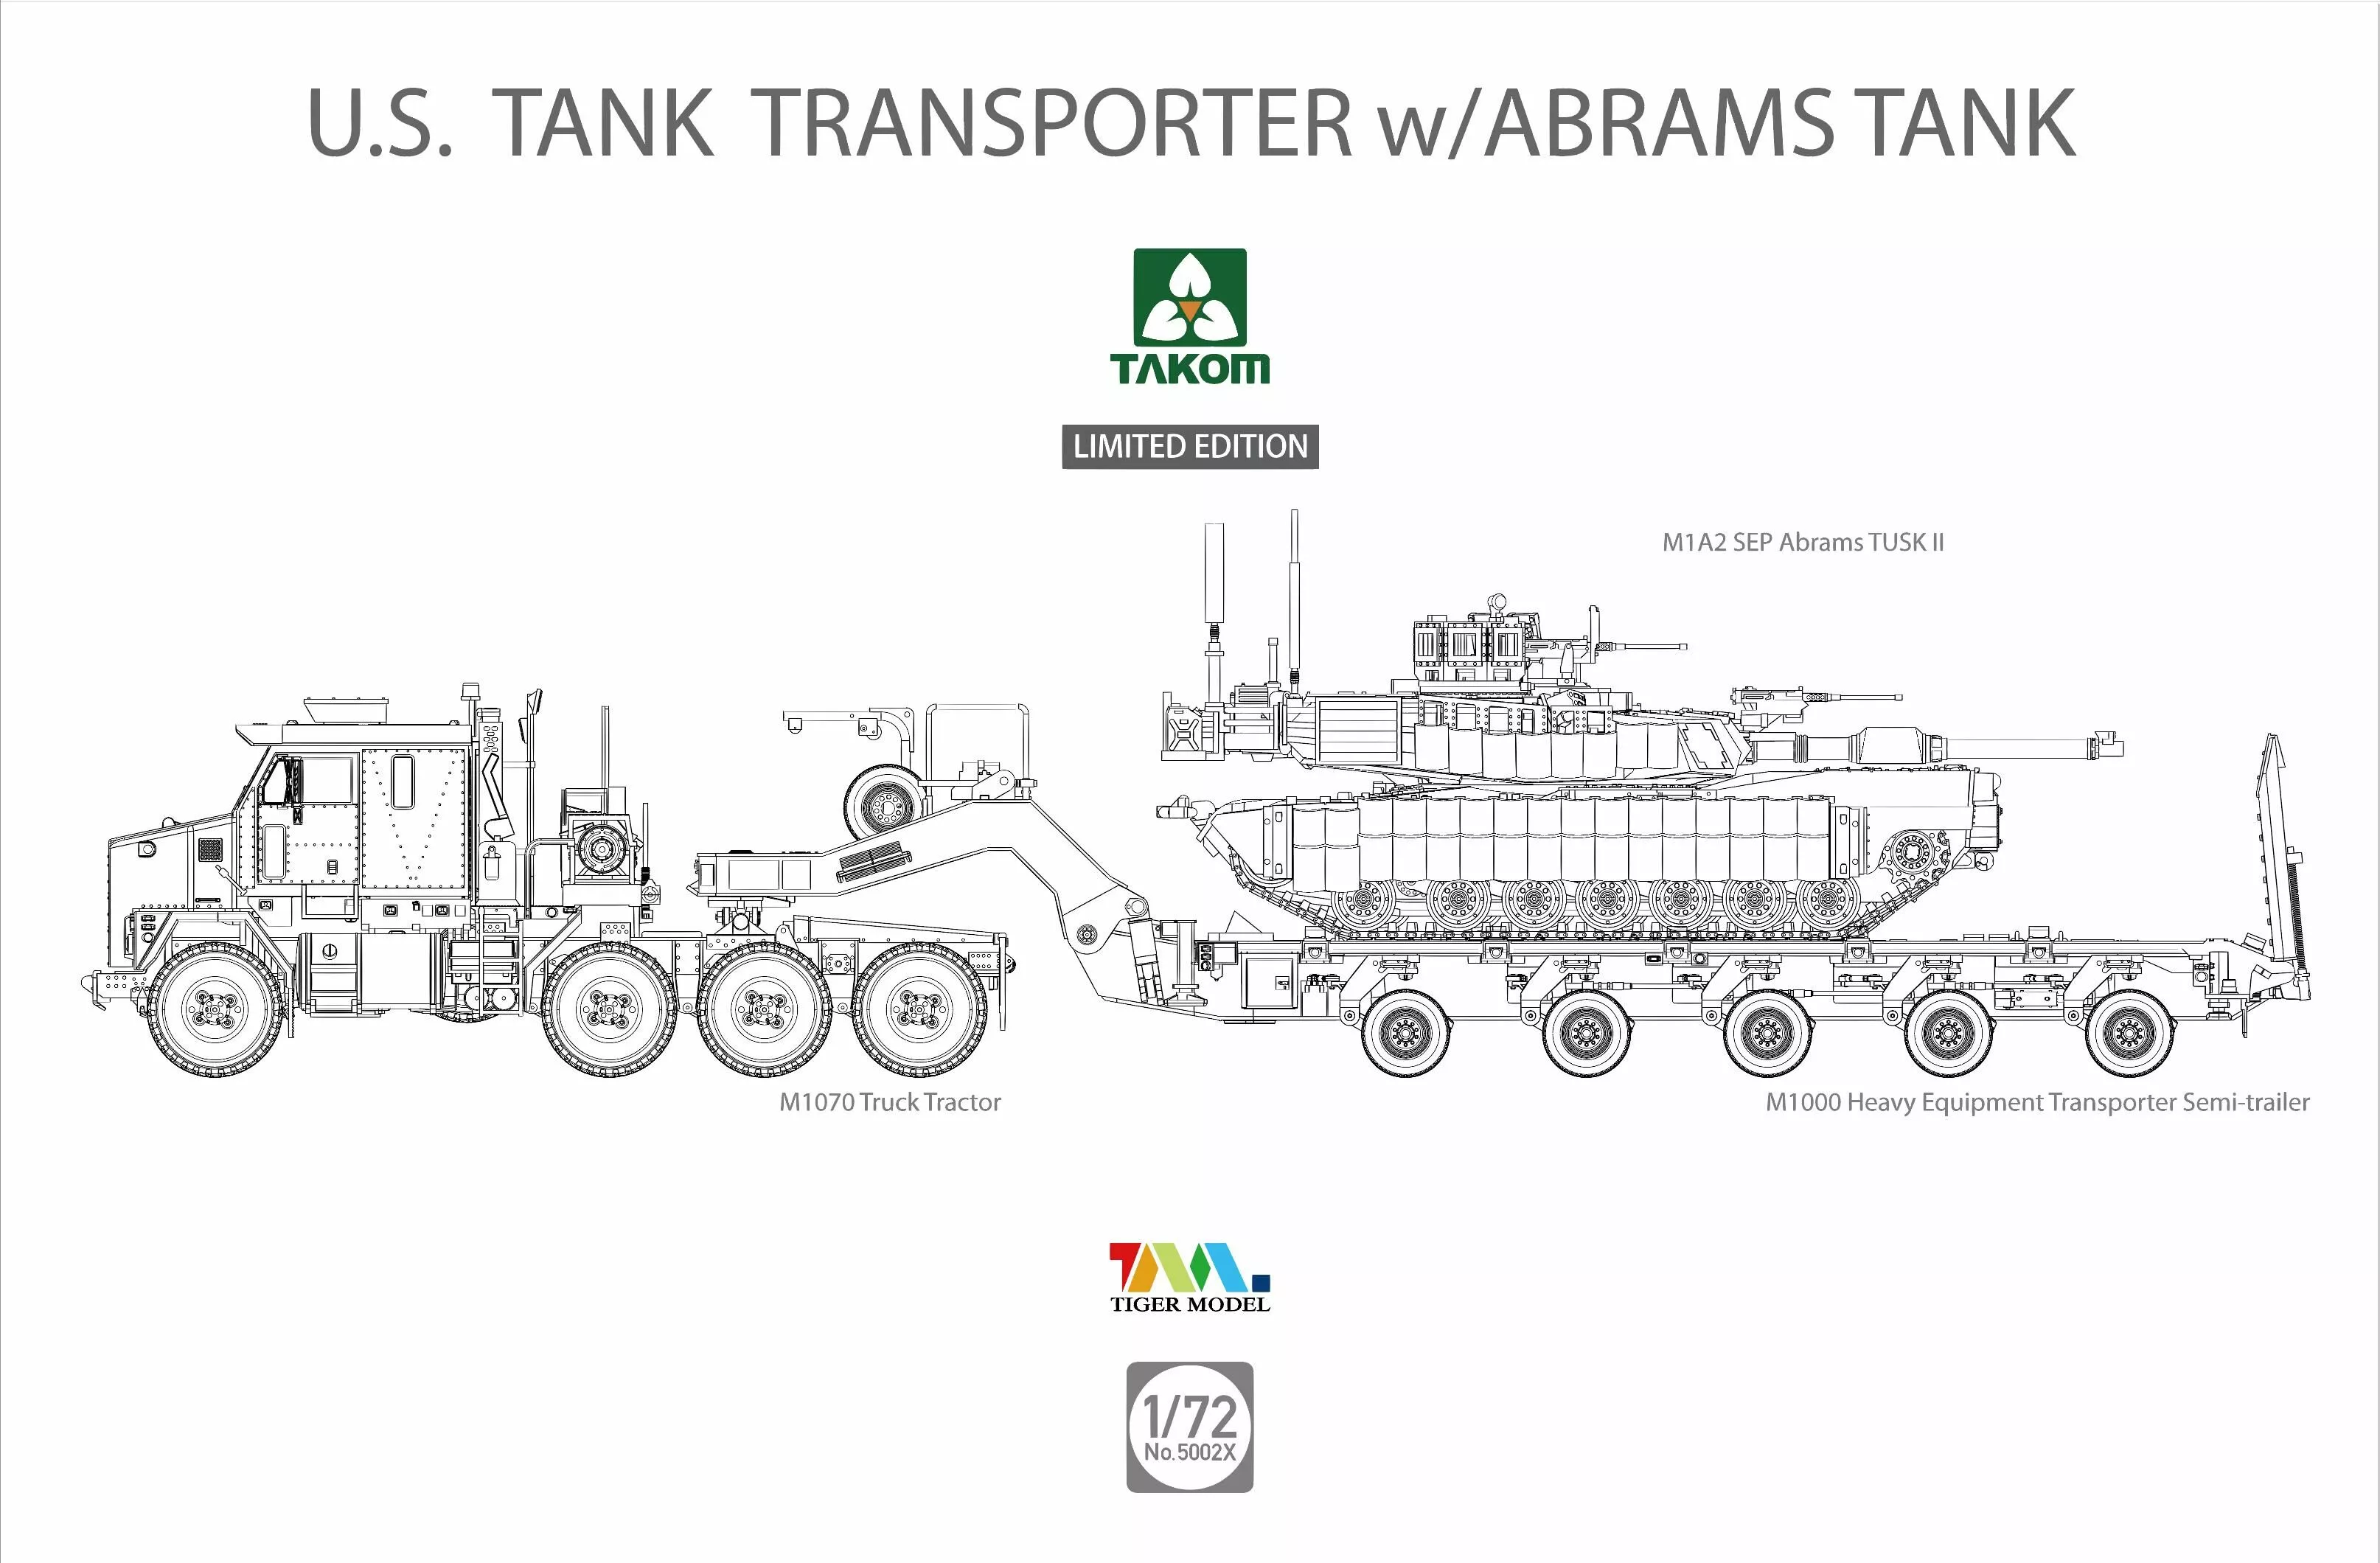 U.S. TANK TRANSPORTER w/ABRAMS TANK
TAKOM
LIMITED EDITION
M1A2 SEP Abrams TUSK II
M1070 Truck Tractor
M1000 Heavy Equipment Transporter Semi-trailer
TIGER MODEL
1/72
No.5002X